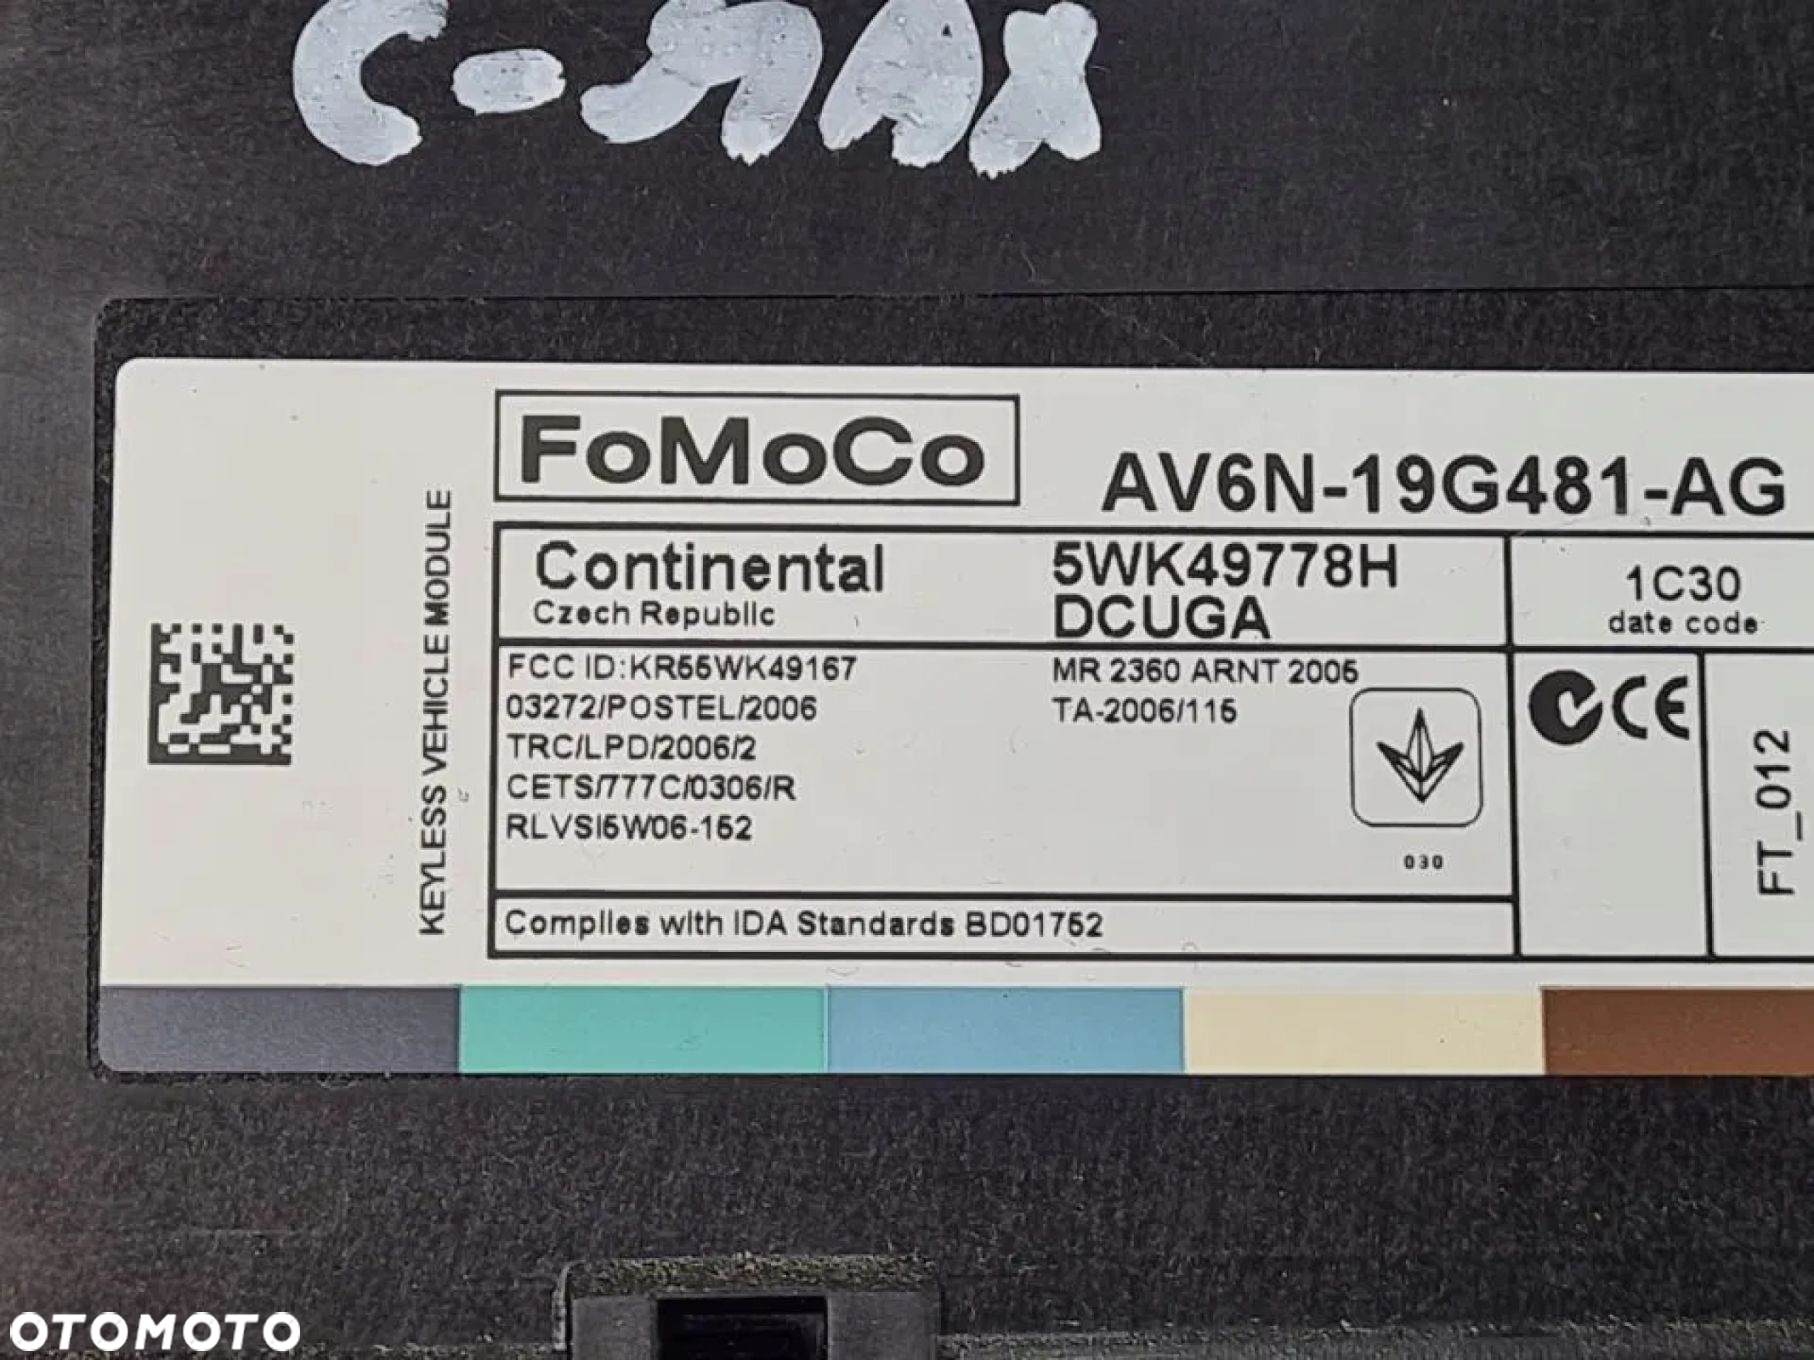 C-MAX
FoMoCo
AV6N-19G481-AG
KEYLESS VEHICLE MODULE
Continental
Czech Republic
5WK49778H
DCUGA
1C30
date code
FCC ID:KR55WK49167
03272/POSTEL/2006
TRC/LPD/2006/2
CETS/777C/0306/R
RLVSI5W06-152
MR 2360 ARNT 2005
TA-2006/115
030
CE
FT_012
Complies with IDA Standards BD01752
OTOMOTO